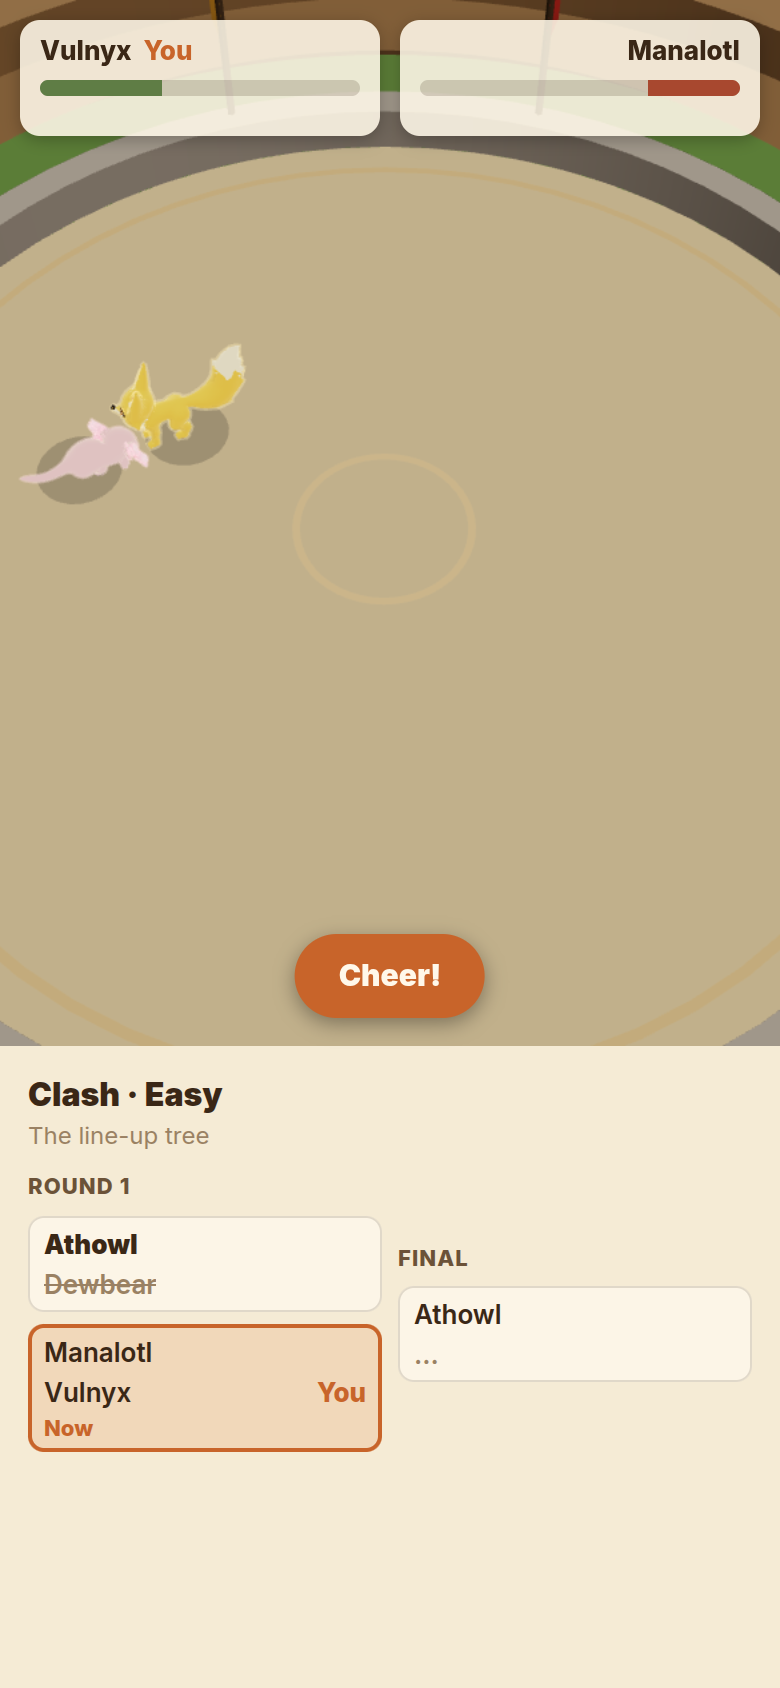 Vulnyx You
Manalotl
Cheer!
Clash · Easy
The line-up tree
ROUND 1
Athowl
Dewbear
Manalotl
Vulnyx You
Now
FINAL
Athowl
...